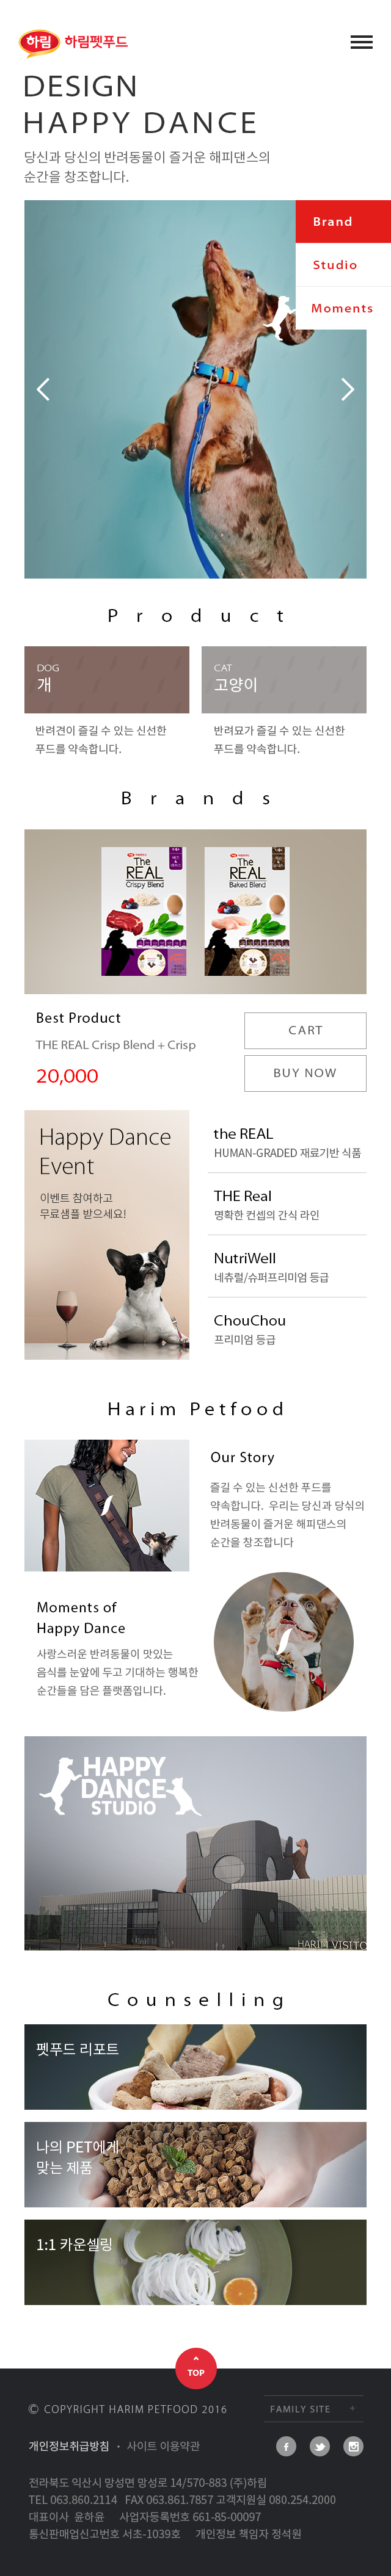 하림 하림펫푸드
DESIGN
HAPPY DANCE
당신과 당신의 반려동물이 즐거운 해피댄스의
순간을 창조합니다.
Brand
Studio
Moments
Product
DOG
개
CAT
고양이
반려견이 즐길 수 있는 신선한
푸드를 약속합니다.
반려묘가 즐길 수 있는 신선한
푸드를 약속합니다.
Brands
The
REAL
Crispy Blend
The
REAL
Baked Blend
Best Product
THE REAL Crisp Blend + Crisp
20,000
CART
BUY NOW
Happy Dance
Event
이벤트 참여하고
무료샘플 받으세요!
the REAL
HUMAN-GRADED 재료기반 식품
THE Real
명확한 컨셉의 간식 라인
NutriWell
네츄럴/슈퍼프리미엄 등급
ChouChou
프리미엄 등급
Harim Petfood
Our Story
즐길 수 있는 신선한 푸드를
약속합니다. 우리는 당신과 당싞의
반려동물이 즐거운 해피댄스의
순간을 창조합니다
Moments of
Happy Dance
사랑스러운 반려동물이 맛있는
음식를 눈앞에 두고 기대하는 행복한
순간들을 담은 플랫폼입니다.
HAPPY
DANCE
STUDIO
HARIM VISITO
Counselling
펫푸드 리포트
나의 PET에게
맞는 제품
1:1 카운셀링
TOP
© COPYRIGHT HARIM PETFOOD 2016
FAMILY SITE +
개인정보취급방침 · 사이트 이용약관
전라북도 익산시 망성면 망성로 14/570-883 (주)하림
TEL 063.860.2114 FAX 063.861.7857 고객지원실 080.254.2000
대표이사 윤하윤 사업자등록번호 661-85-00097
통신판매업신고번호 서초-1039호 개인정보 책임자 정석원